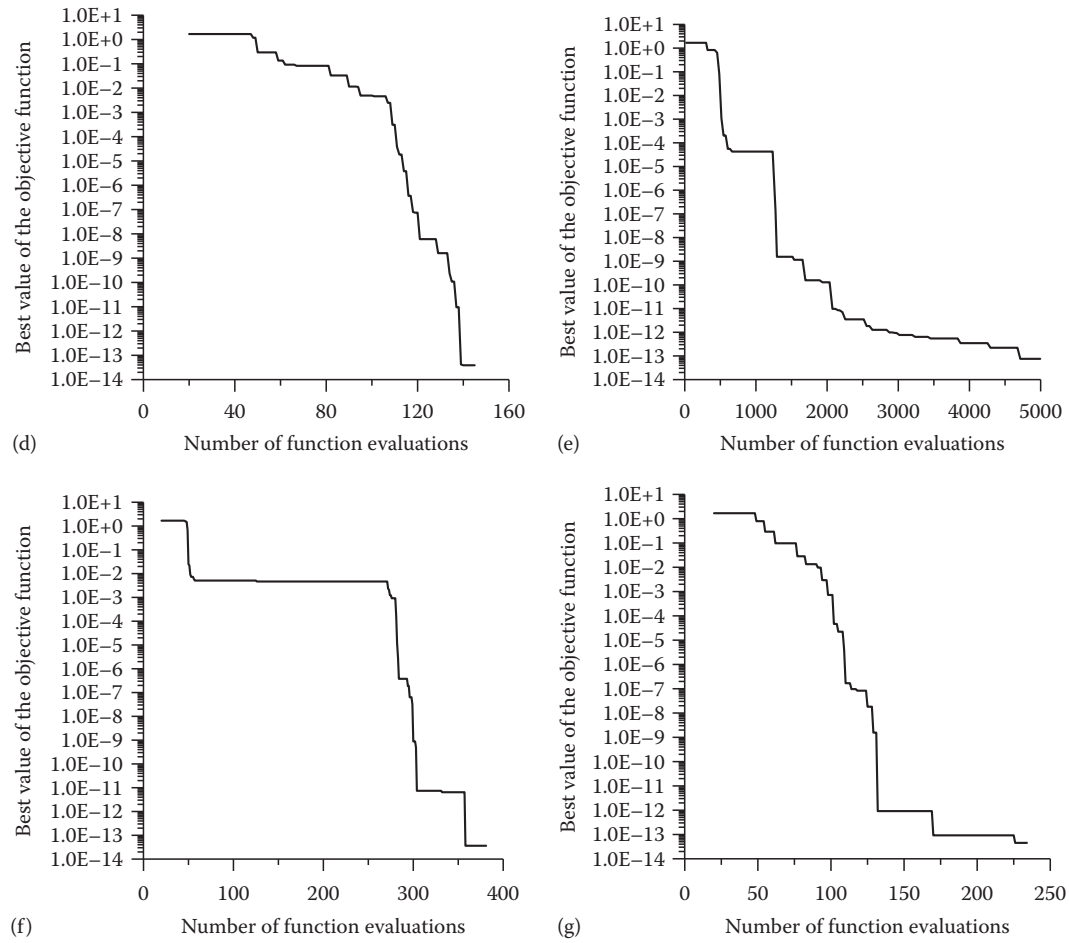 Best value of the objective function
1.0E+1
1.0E+0
1.0E−1
1.0E−2
1.0E−3
1.0E−4
1.0E−5
1.0E−6
1.0E−7
1.0E−8
1.0E−9
1.0E−10
1.0E−11
1.0E−12
1.0E−13
1.0E−14
0 40 80 120 160
(d) Number of function evaluations
Best value of the objective function
1.0E+1
1.0E+0
1.0E−1
1.0E−2
1.0E−3
1.0E−4
1.0E−5
1.0E−6
1.0E−7
1.0E−8
1.0E−9
1.0E−10
1.0E−11
1.0E−12
1.0E−13
1.0E−14
0 1000 2000 3000 4000 5000
(e) Number of function evaluations
Best value of the objective function
1.0E+1
1.0E+0
1.0E−1
1.0E−2
1.0E−3
1.0E−4
1.0E−5
1.0E−6
1.0E−7
1.0E−8
1.0E−9
1.0E−10
1.0E−11
1.0E−12
1.0E−13
1.0E−14
0 100 200 300 400
(f) Number of function evaluations
Best value of the objective function
1.0E+1
1.0E+0
1.0E−1
1.0E−2
1.0E−3
1.0E−4
1.0E−5
1.0E−6
1.0E−7
1.0E−8
1.0E−9
1.0E−10
1.0E−11
1.0E−12
1.0E−13
1.0E−14
0 50 100 150 200 250
(g) Number of function evaluations